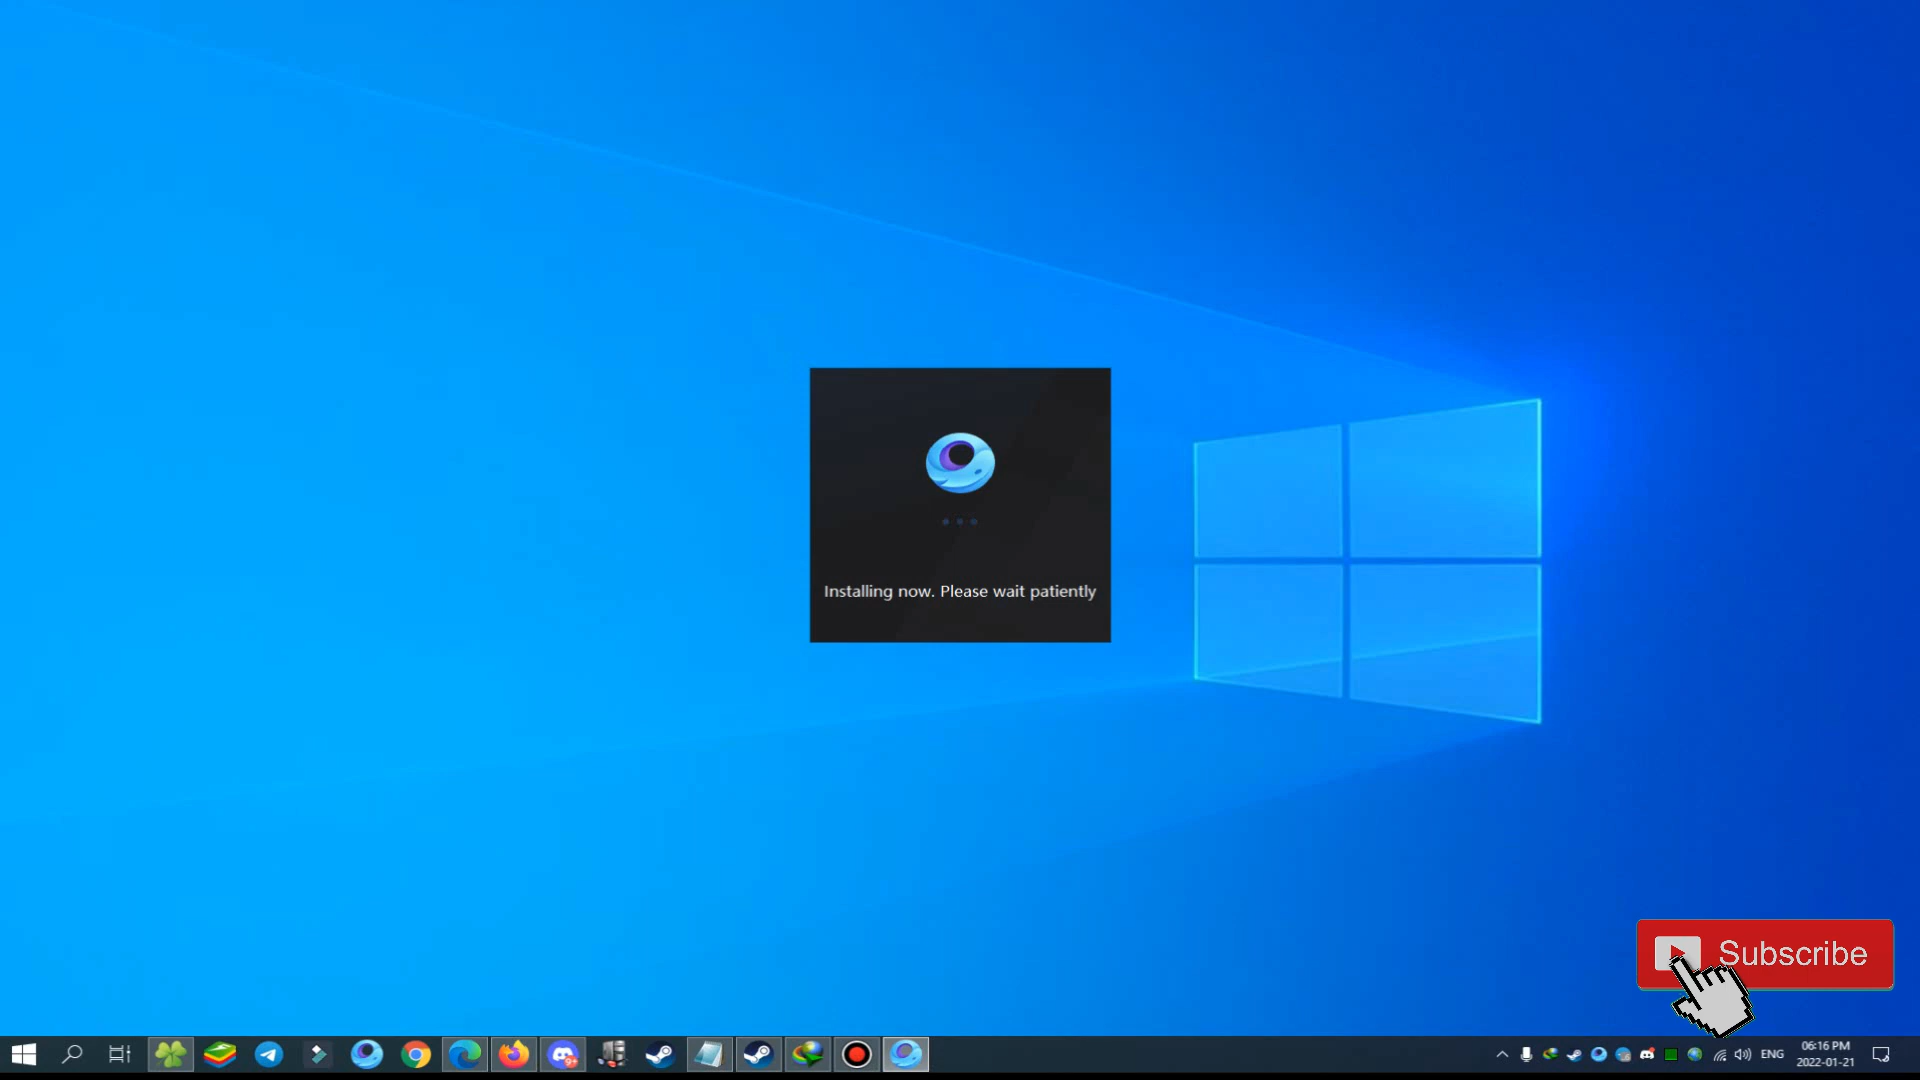 Installing now. Please wait patiently
Subscribe
ENG
06:16 PM
2022-01-21